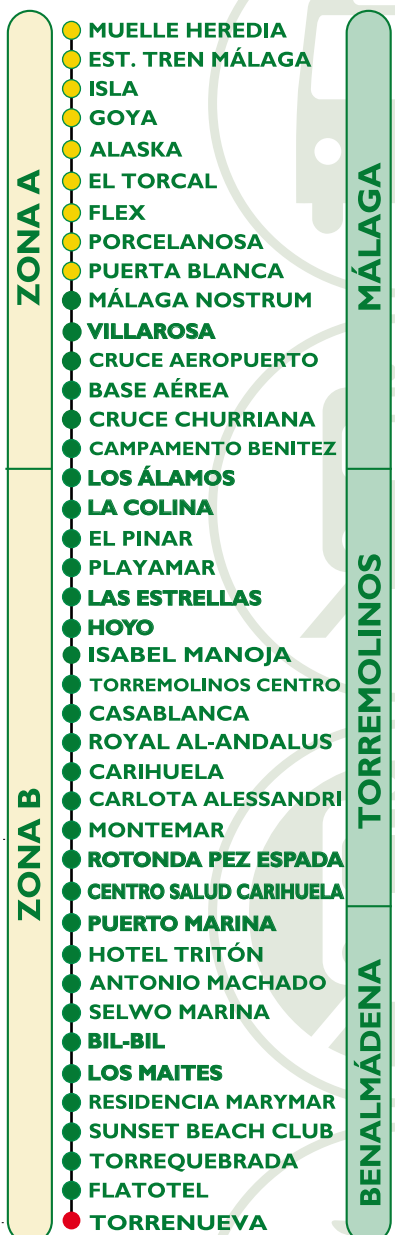 MUELLE HEREDIA
EST. TREN MÁLAGA
ISLA
GOYA
ALASKA
EL TORCAL
FLEX
PORCELANOSA
PUERTA BLANCA
MÁLAGA NOSTRUM
VILLAROSA
CRUCE AEROPUERTO
BASE AÉREA
CRUCE CHURRIANA
CAMPAMENTO BENITEZ
LOS ÁLAMOS
LA COLINA
EL PINAR
PLAYAMAR
LAS ESTRELLAS
HOYO
ISABEL MANOJA
TORREMOLINOS CENTRO
CASABLANCA
ROYAL AL-ANDALUS
CARIHUELA
CARLOTA ALESSANDRI
MONTEMAR
ROTONDA PEZ ESPADA
CENTRO SALUD CARIHUELA
PUERTO MARINA
HOTEL TRITÓN
ANTONIO MACHADO
SELWO MARINA
BIL-BIL
LOS MAITES
RESIDENCIA MARYMAR
SUNSET BEACH CLUB
TORREQUEBRADA
FLATOTEL
TORRENUEVA
ZONA A
ZONA B
MÁLAGA
TORREMOLINOS
BENALMÁDENA